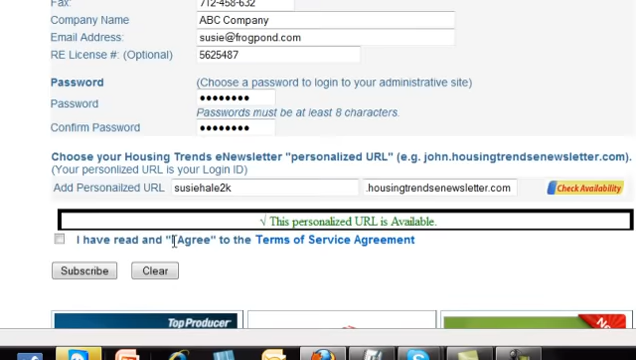 Fax: 712-458-632
Company Name ABC Company
Email Address: susie@frogpond.com
RE License #: (Optional) 5625487
Password (Choose a password to login to your administrative site)
Password ••••••••
Passwords must be at least 8 characters.
Confirm Password ••••••••
Choose your Housing Trends eNewsletter "personalized URL" (e.g. john.housingtrendsenewsletter.com).
(Your personlized URL is your Login ID)
Add Personailzed URL susiehale2k .housingtrendsenewsletter.com Check Availability
√ This personalized URL is Available.
I have read and "I Agree" to the Terms of Service Agreement
Subscribe Clear
Top Producer